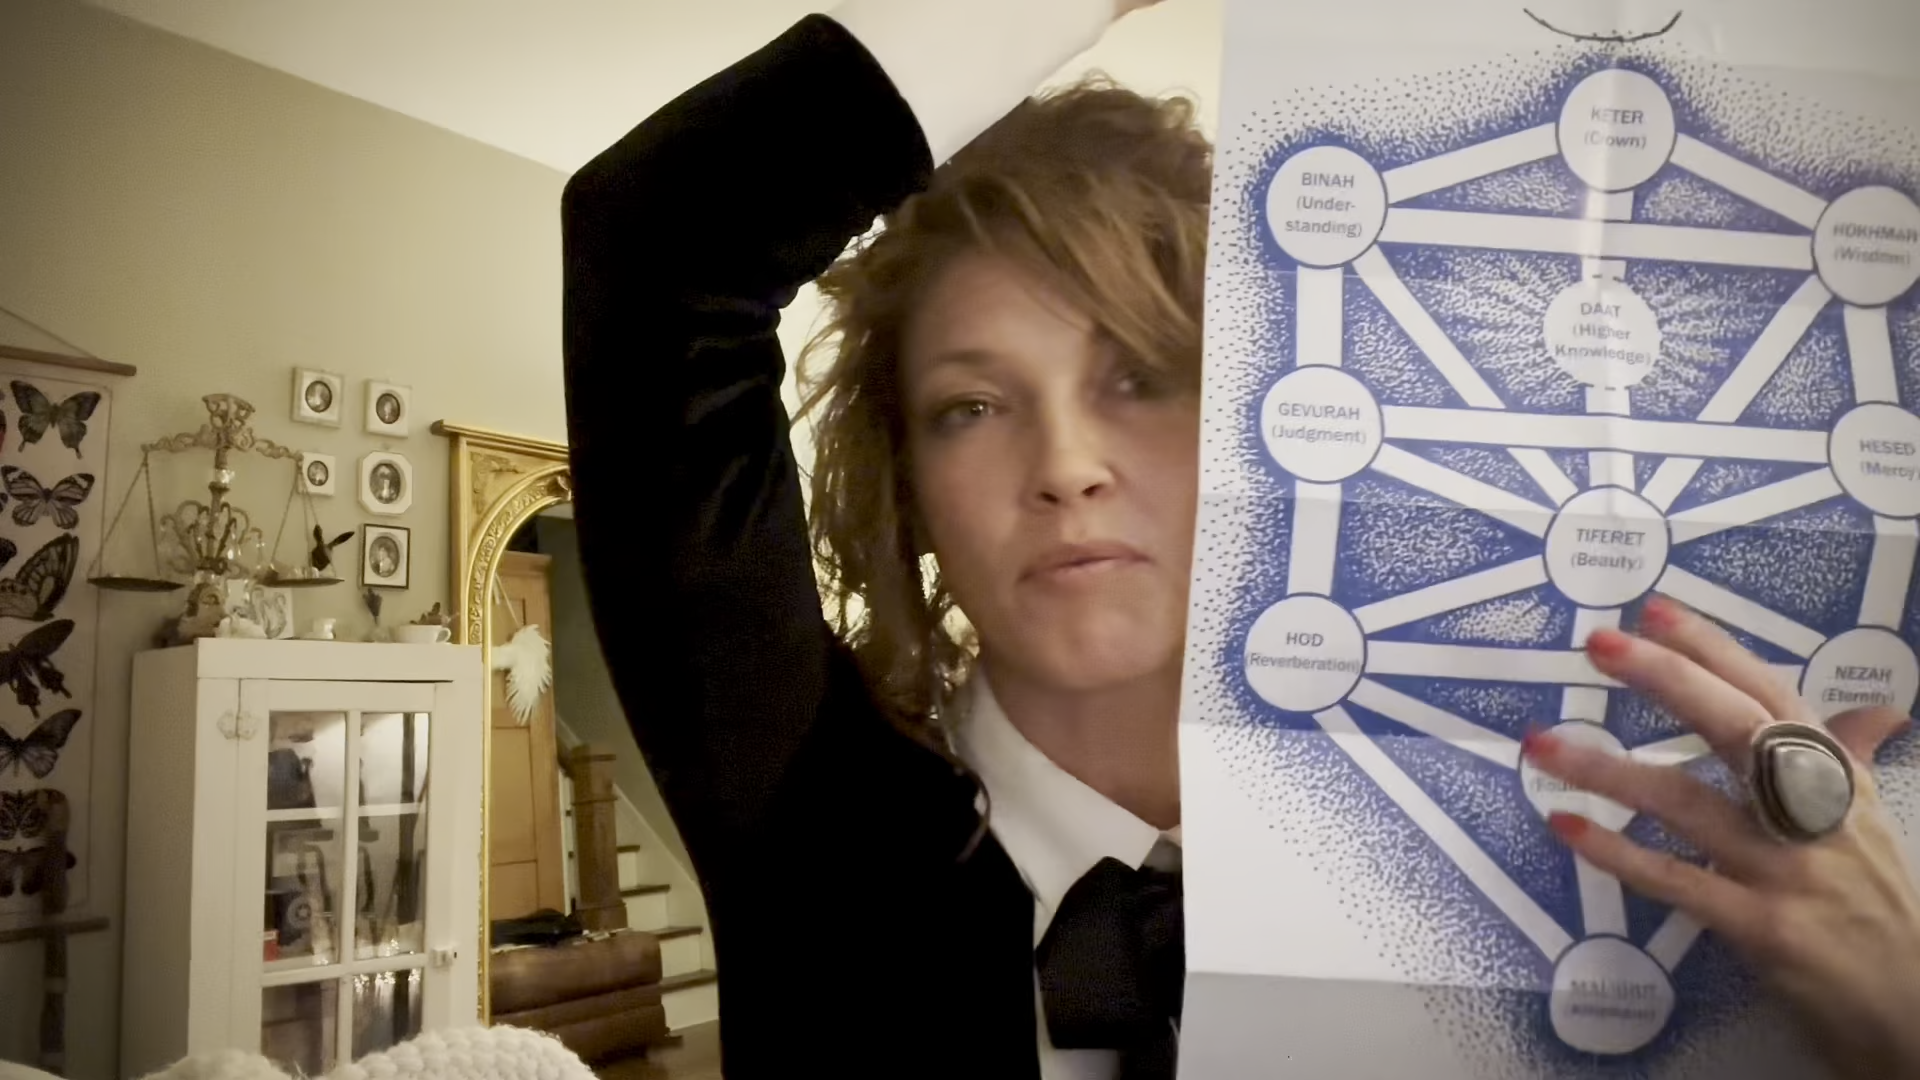 KETER
(Crown)
BINAH
(Under-
standing)
HOKHMAH
(Wisdom)
DAAT
(Higher
Knowledge)
GEVURAH
(Judgment)
HESED
(Mercy)
TIFERET
(Beauty)
HOD
(Reverberation)
NEZAH
(Eternity)